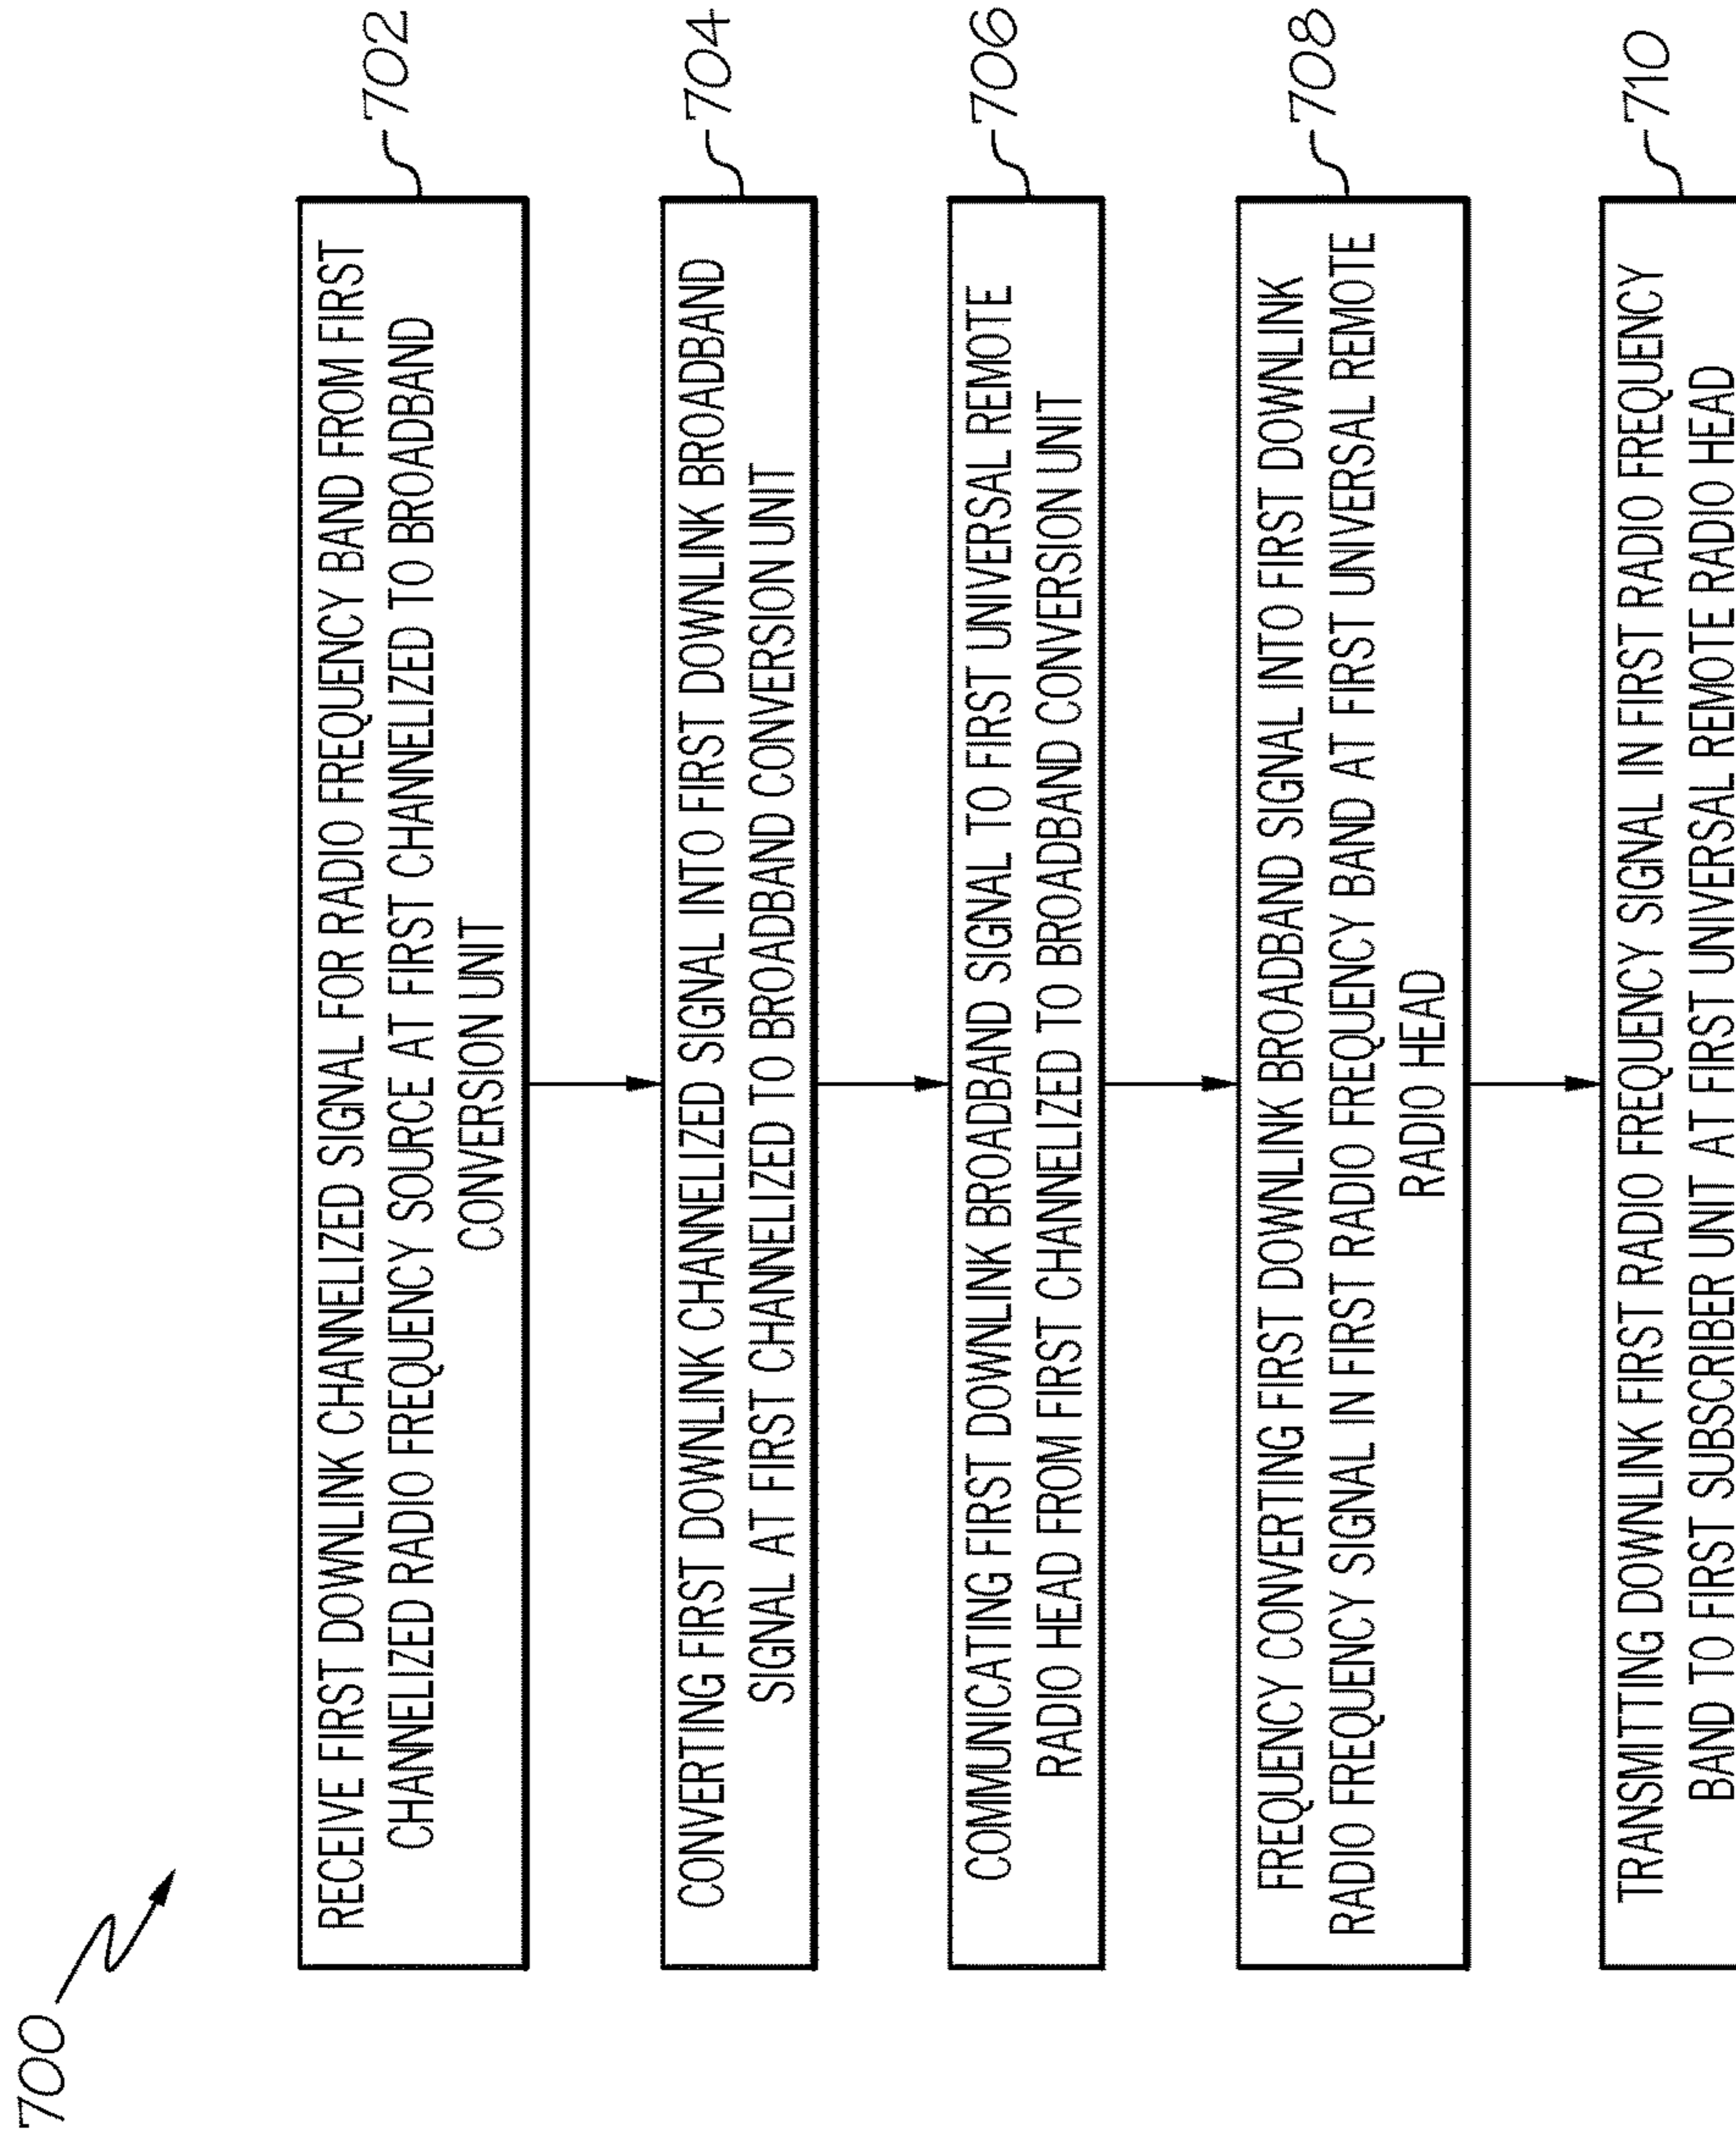 700
RECEIVE FIRST DOWNLINK CHANNELIZED SIGNAL FOR RADIO FREQUENCY BAND FROM FIRST
CHANNELIZED RADIO FREQUENCY SOURCE AT FIRST CHANNELIZED TO BROADBAND
CONVERSION UNIT
702
CONVERTING FIRST DOWNLINK CHANNELIZED SIGNAL INTO FIRST DOWNLINK BROADBAND
SIGNAL AT FIRST CHANNELIZED TO BROADBAND CONVERSION UNIT
704
COMMUNICATING FIRST DOWNLINK BROADBAND SIGNAL TO FIRST UNIVERSAL REMOTE
RADIO HEAD FROM FIRST CHANNELIZED TO BROADBAND CONVERSION UNIT
706
FREQUENCY CONVERTING FIRST DOWNLINK BROADBAND SIGNAL INTO FIRST DOWNLINK
RADIO FREQUENCY SIGNAL IN FIRST RADIO FREQUENCY BAND AT FIRST UNIVERSAL REMOTE
RADIO HEAD
708
TRANSMITTING DOWNLINK FIRST RADIO FREQUENCY SIGNAL IN FIRST RADIO FREQUENCY
BAND TO FIRST SUBSCRIBER UNIT AT FIRST UNIVERSAL REMOTE RADIO HEAD
710